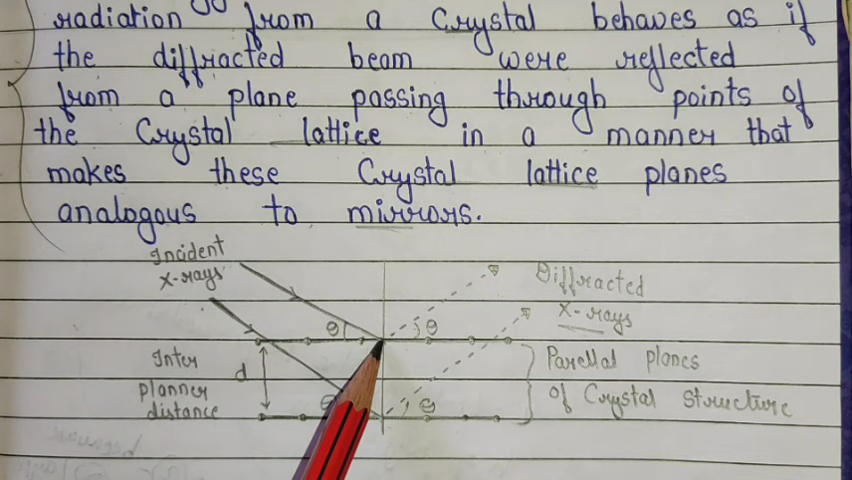 radiation from a Crystal behaves as if
the diffracted beam were reflected
from a plane passing through points of
the Crystal lattice in a manner that
makes these Crystal lattice planes
analogous to mirrors.
Incident
X-rays
Diffracted
X-rays
θ
θ
Inter
planner
distance
d
Parellal planes
of Crystal Structure
θ
θ